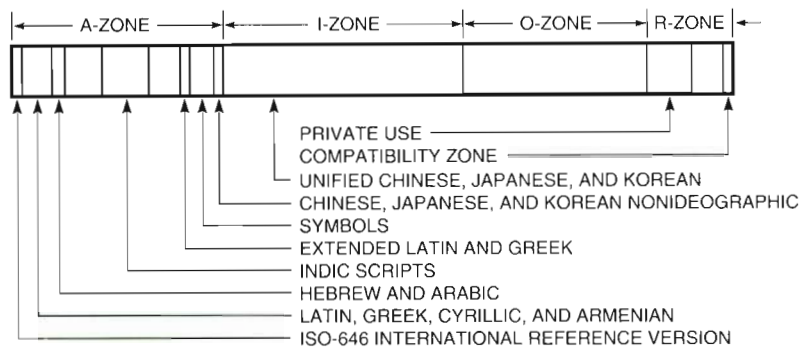 A-ZONE I-ZONE O-ZONE R-ZONE
PRIVATE USE
COMPATIBILITY ZONE
UNIFIED CHINESE, JAPANESE, AND KOREAN
CHINESE, JAPANESE, AND KOREAN NONIDEOGRAPHIC
SYMBOLS
EXTENDED LATIN AND GREEK
INDIC SCRIPTS
HEBREW AND ARABIC
LATIN, GREEK, CYRILLIC, AND ARMENIAN
ISO-646 INTERNATIONAL REFERENCE VERSION